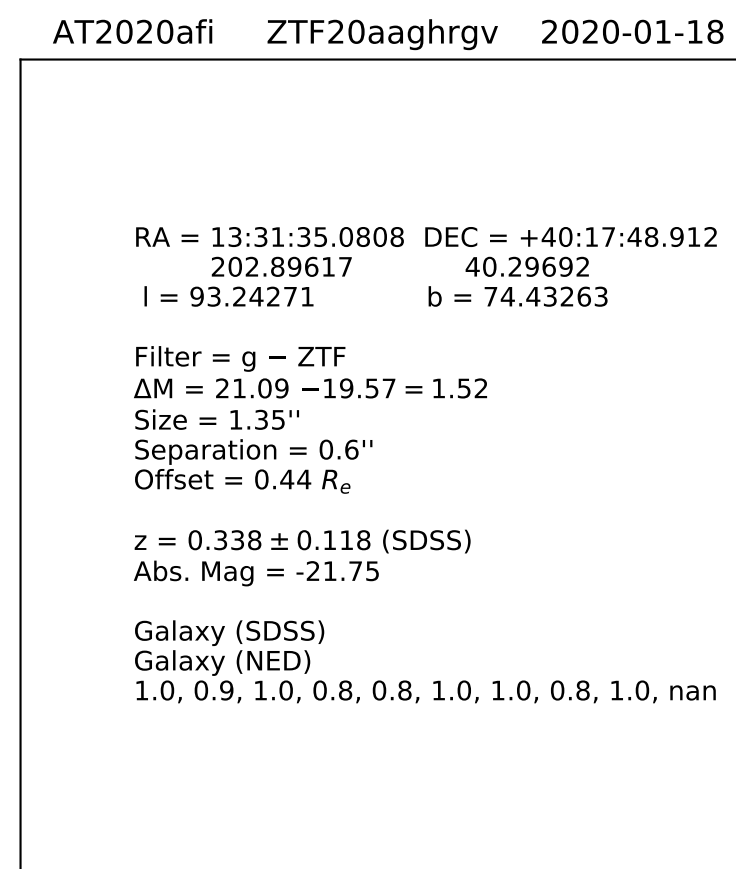 AT2020afi ZTF20aaghrgv 2020-01-18
RA = 13:31:35.0808 DEC = +40:17:48.912
202.89617 40.29692
l = 93.24271 b = 74.43263
Filter = g − ZTF
ΔM = 21.09 −19.57 = 1.52
Size = 1.35''
Separation = 0.6''
Offset = 0.44 Re
z = 0.338 ± 0.118 (SDSS)
Abs. Mag = -21.75
Galaxy (SDSS)
Galaxy (NED)
1.0, 0.9, 1.0, 0.8, 0.8, 1.0, 1.0, 0.8, 1.0, nan